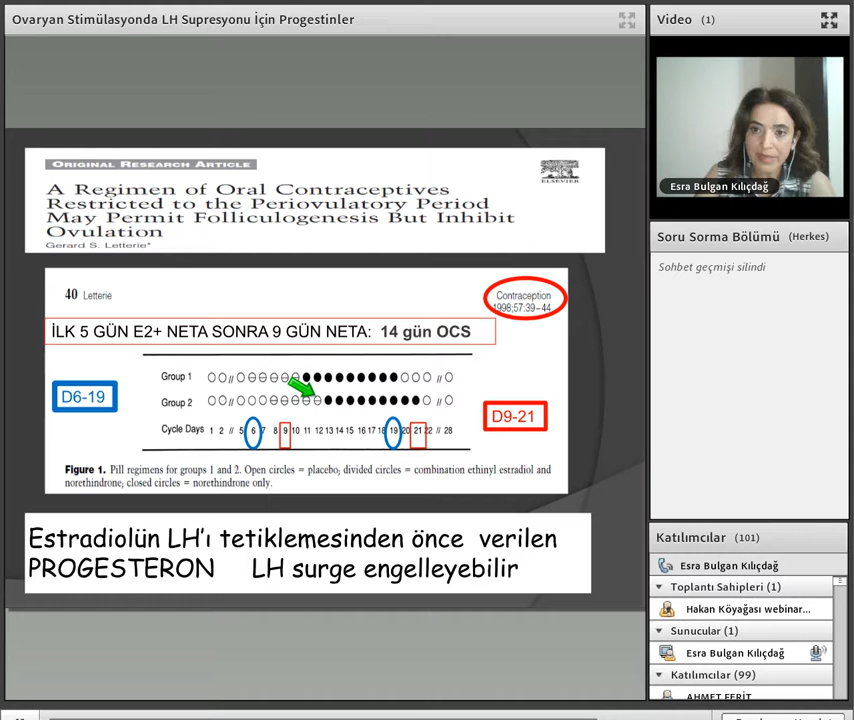 Ovaryan Stimülasyonda LH Supresyonu İçin Progestinler
ORIGINAL RESEARCH ARTICLE
ELSEVIER
A Regimen of Oral Contraceptives
Restricted to the Periovulatory Period
May Permit Folliculogenesis But Inhibit
Ovulation
Gerard S. Letterie*
40 Letterie
Contraception
1998;57:39–44
İLK 5 GÜN E2+ NETA SONRA 9 GÜN NETA: 14 gün OCS
Group 1
D6-19
Group 2
D9-21
Cycle Days 1 2 // 5 6 7 8 9 10 11 12 13 14 15 16 17 18 19 20 21 22 // 28
Figure 1. Pill regimens for groups 1 and 2. Open circles = placebo; divided circles = combination ethinyl estradiol and
norethindrone; closed circles = norethindrone only.
Estradiolün LH’ı tetiklemesinden önce verilen
PROGESTERON LH surge engelleyebilir
Video (1)
Esra Bulgan Kılıçdağ
Soru Sorma Bölümü (Herkes)
Sohbet geçmişi silindi
Katılımcılar (101)
Esra Bulgan Kılıçdağ
Toplantı Sahipleri (1)
Hakan Köyağası webinar...
Sunucular (1)
Esra Bulgan Kılıçdağ
Katılımcılar (99)
AHMET FERİT